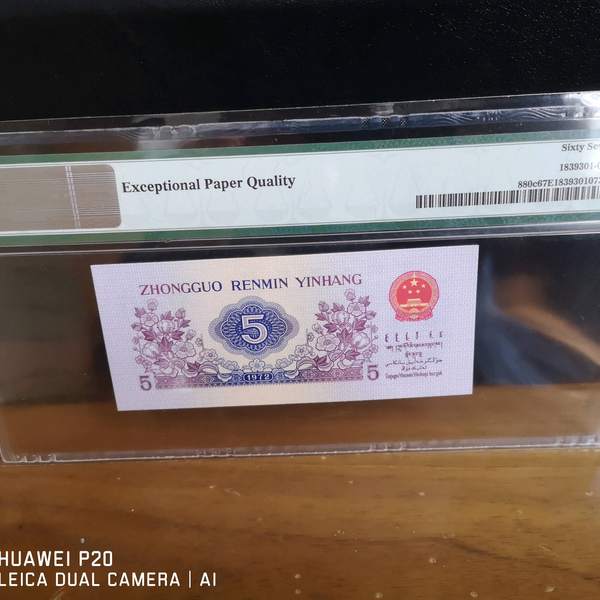 Sixty Se
Exceptional Paper Quality
1839301-
880c67E183930107
ZHONGGUO RENMIN YINHANG
5
5
1972
5
HUAWEI P20
LEICA DUAL CAMERA | AI